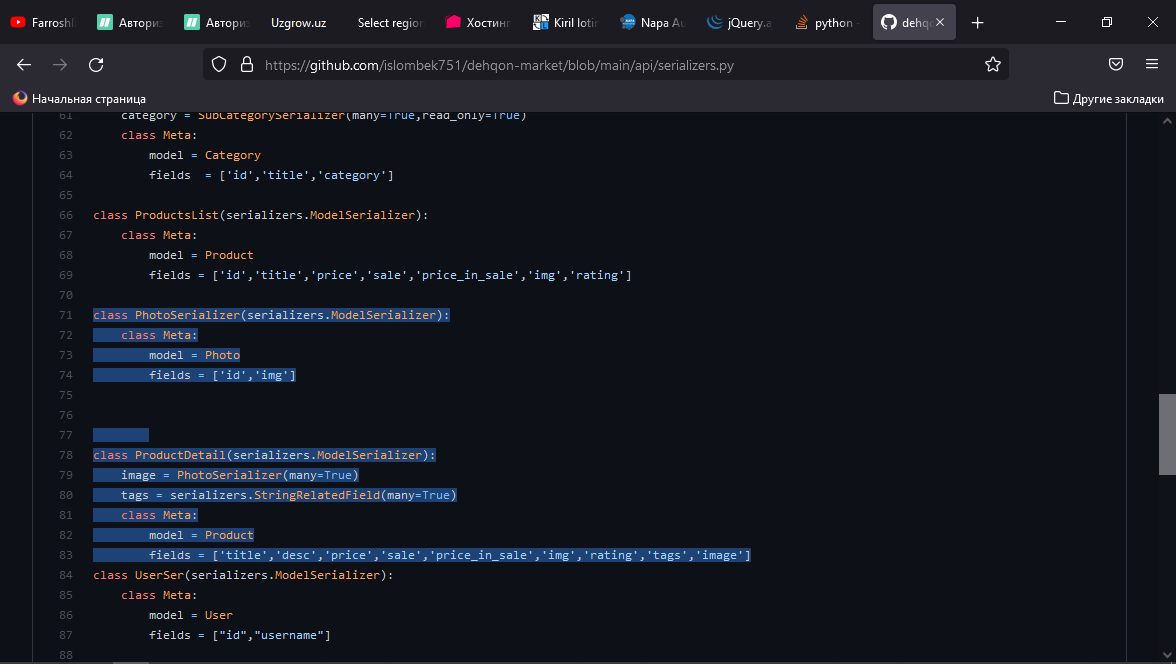 Farrosh
Автори
Автори
Uzgrow.uz
Select region
Хостинг
Kiril lotin
Napa Au
jQuery.a
python -
dehqo
https://github.com/islombek751/dehqon-market/blob/main/api/serializers.py
Начальная страница
Другие закладки
61 category = SubCategorySerializer(many=True,read_only=True)
62 class Meta:
63 model = Category
64 fields  = ['id','title','category']
65
66 class ProductsList(serializers.ModelSerializer):
67 class Meta:
68 model = Product
69 fields = ['id','title','price','sale','price_in_sale','img','rating']
70
71 class PhotoSerializer(serializers.ModelSerializer):
72 class Meta:
73 model = Photo
74 fields = ['id','img']
75
76
77
78 class ProductDetail(serializers.ModelSerializer):
79 image = PhotoSerializer(many=True)
80 tags = serializers.StringRelatedField(many=True)
81 class Meta:
82 model = Product
83 fields = ['title','desc','price','sale','price_in_sale','img','rating','tags','image']
84 class UserSer(serializers.ModelSerializer):
85 class Meta:
86 model = User
87 fields = ["id","username"]
88